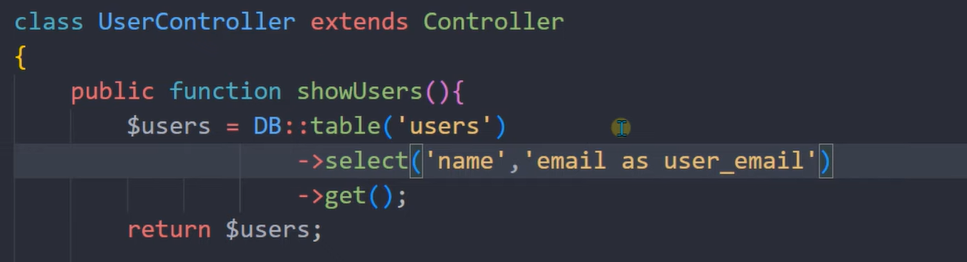 class UserController extends Controller
{
public function showUsers(){
$users = DB::table('users')
->select('name','email as user_email')
->get();
return $users;